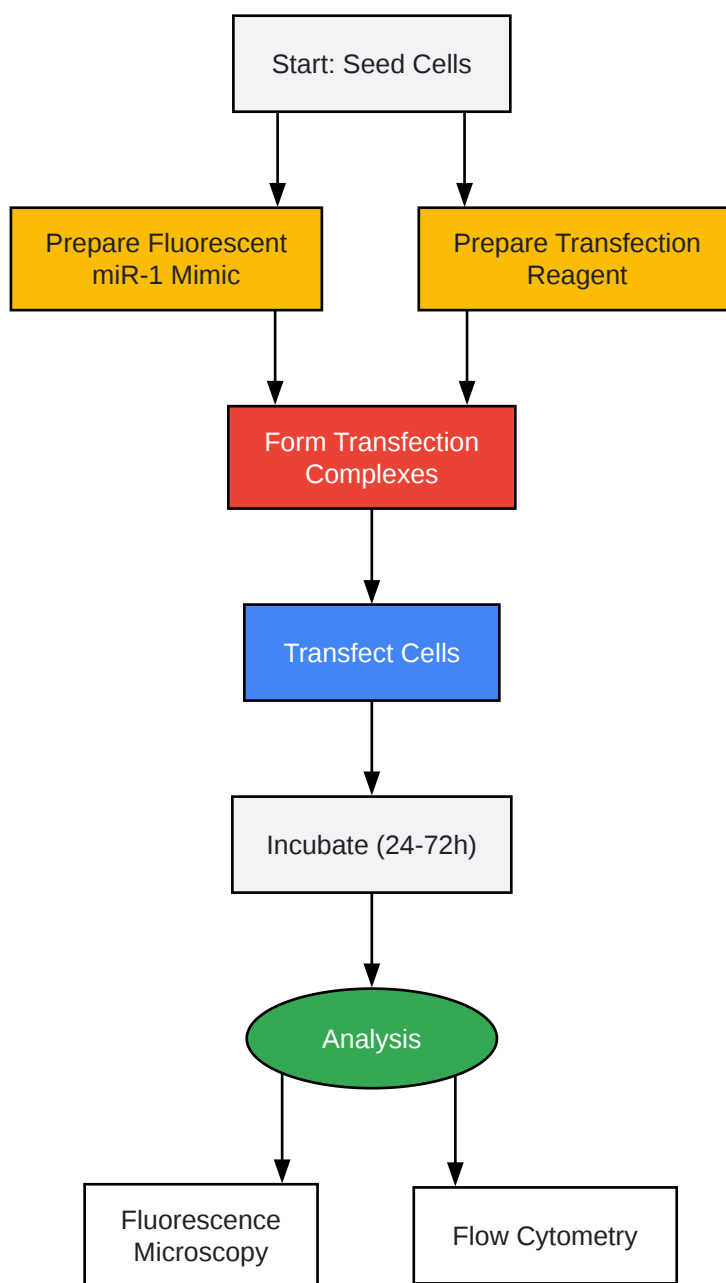 Start: Seed Cells
Prepare Fluorescent
miR-1 Mimic
Prepare Transfection
Reagent
Form Transfection
Complexes
Transfect Cells
Incubate (24-72h)
Analysis
Fluorescence
Microscopy
Flow Cytometry